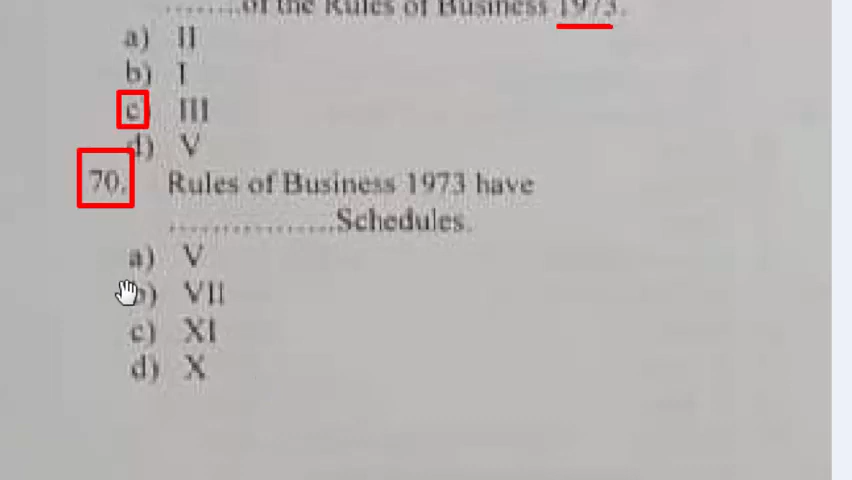 ........of the Rules of Business 1973.
a) II
b) I
c) III
d) V
70. Rules of Business 1973 have
................Schedules.
a) V
b) VII
c) XI
d) X